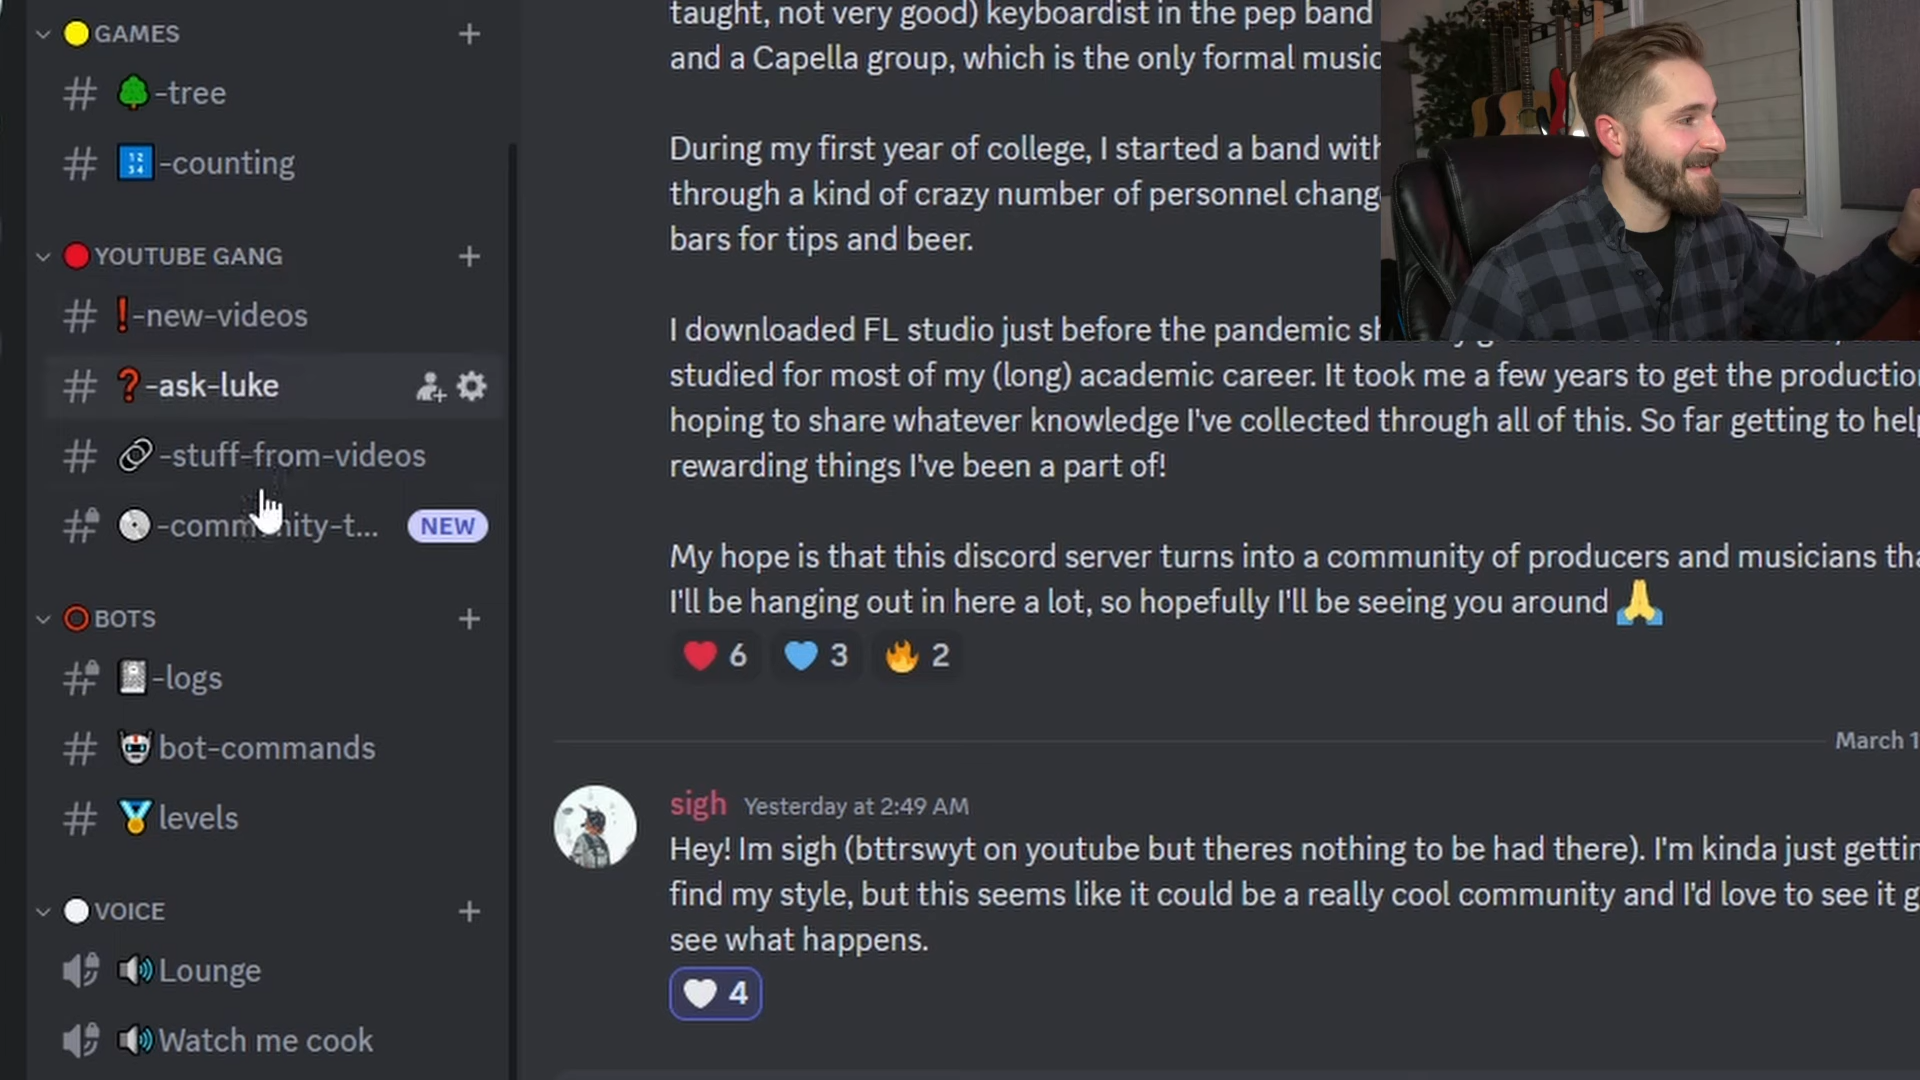 GAMES
-tree
-counting
YOUTUBE GANG
-new-videos
-ask-luke
-stuff-from-videos
-community-t... NEW
BOTS
-logs
bot-commands
levels
VOICE
Lounge
Watch me cook
taught, not very good) keyboardist in the pep band
and a Capella group, which is the only formal music
During my first year of college, I started a band with
through a kind of crazy number of personnel chang
bars for tips and beer.
I downloaded FL studio just before the pandemic
studied for most of my (long) academic career. It took me a few years to get the productio
hoping to share whatever knowledge I've collected through all of this. So far getting to hel
rewarding things I've been a part of!
My hope is that this discord server turns into a community of producers and musicians tha
I'll be hanging out in here a lot, so hopefully I'll be seeing you around 🙏
❤️ 6 💙 3 🔥 2
March 1
sigh Yesterday at 2:49 AM
Hey! Im sigh (bttrswyt on youtube but theres nothing to be had there). I'm kinda just gettin
find my style, but this seems like it could be a really cool community and I'd love to see it g
see what happens.
🤍 4